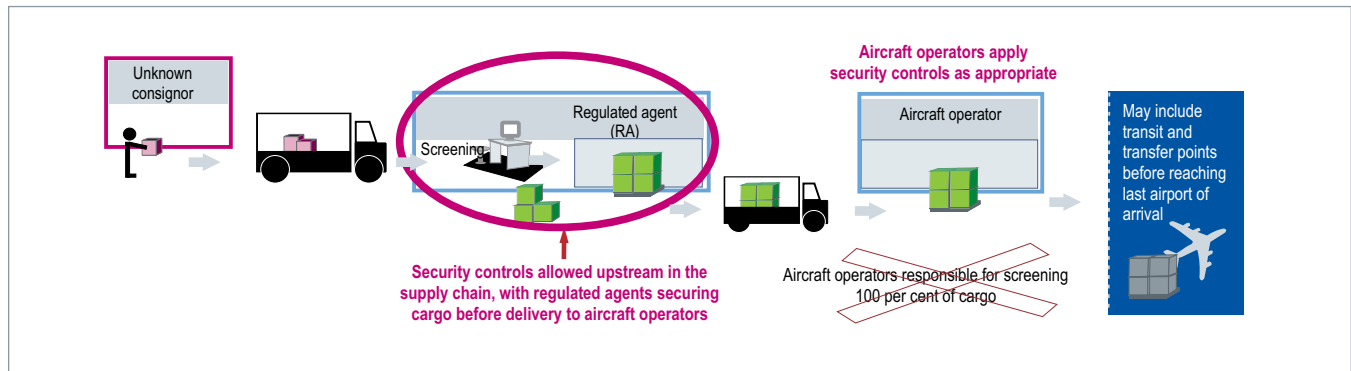 Unknown
consignor
Screening
Regulated agent
(RA)
Security controls allowed upstream in the
supply chain, with regulated agents securing
cargo before delivery to aircraft operators
Aircraft operators apply
security controls as appropriate
Aircraft operator
Aircraft operators responsible for screening
100 per cent of cargo
May include
transit and
transfer points
before reaching
last airport of
arrival